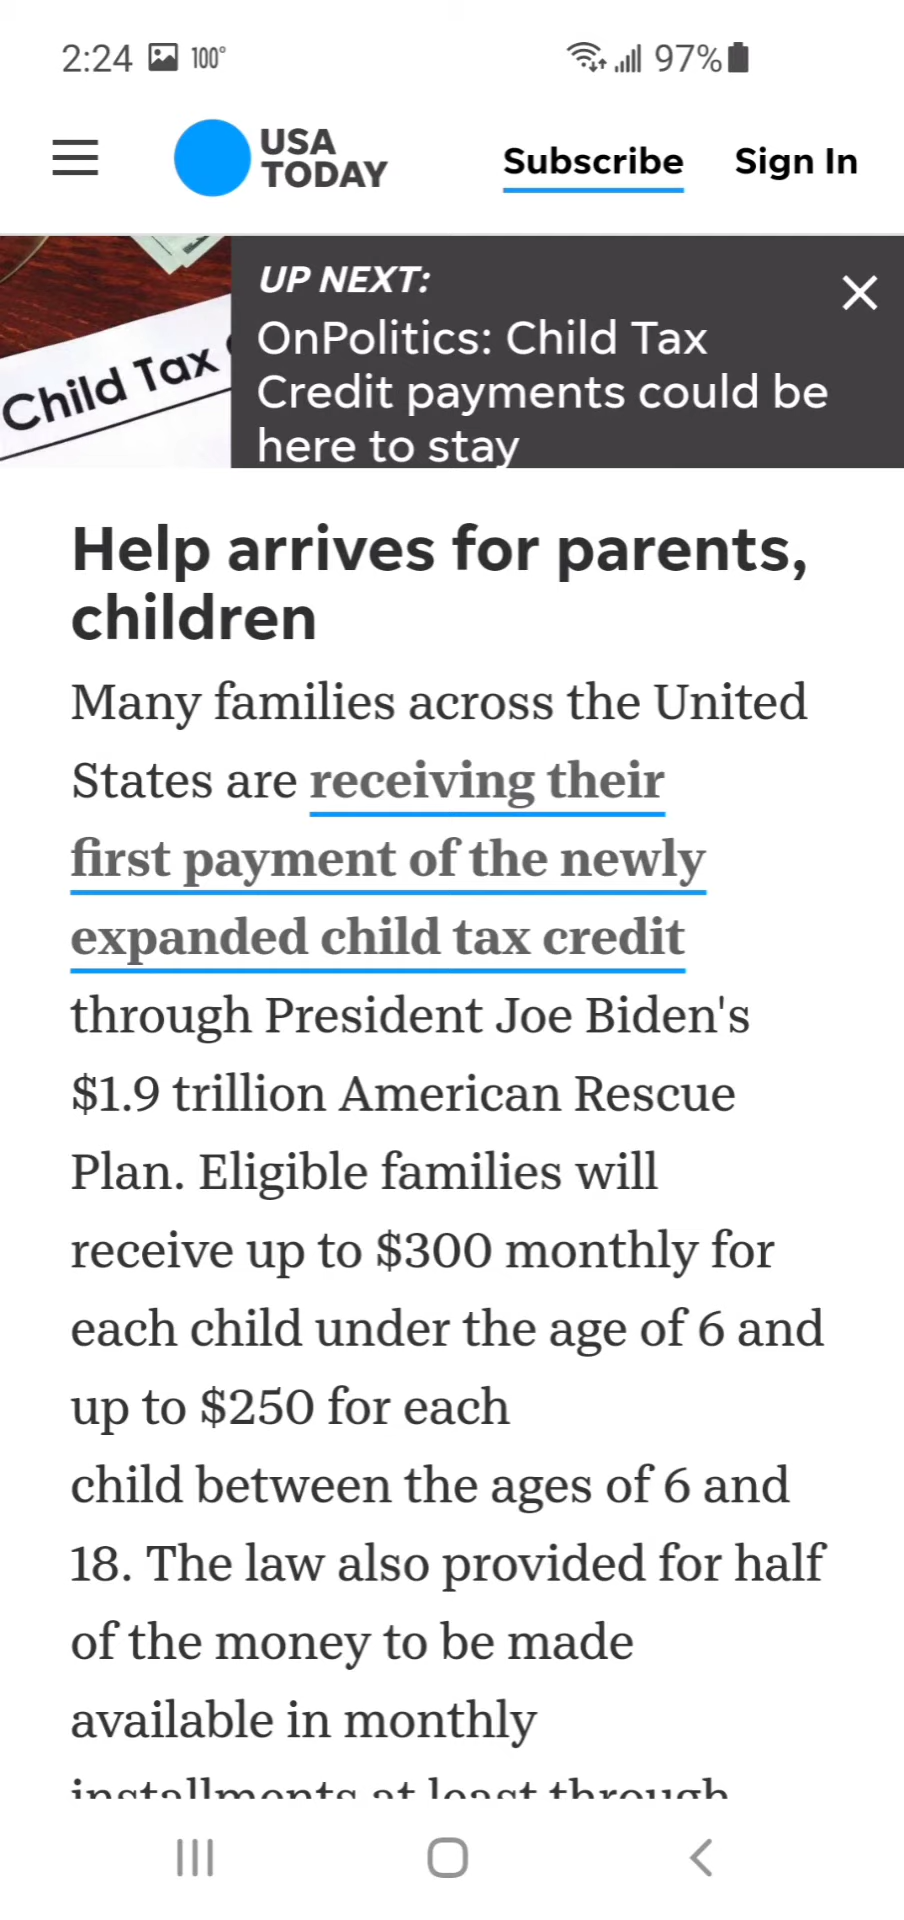 2:24 100° 97%
USA
TODAY
Subscribe Sign In
Child Tax
UP NEXT:
OnPolitics: Child Tax
Credit payments could be
here to stay
Help arrives for parents,
children
Many families across the United
States are receiving their
first payment of the newly
expanded child tax credit
through President Joe Biden's
$1.9 trillion American Rescue
Plan. Eligible families will
receive up to $300 monthly for
each child under the age of 6 and
up to $250 for each
child between the ages of 6 and
18. The law also provided for half
of the money to be made
available in monthly
installments at least through